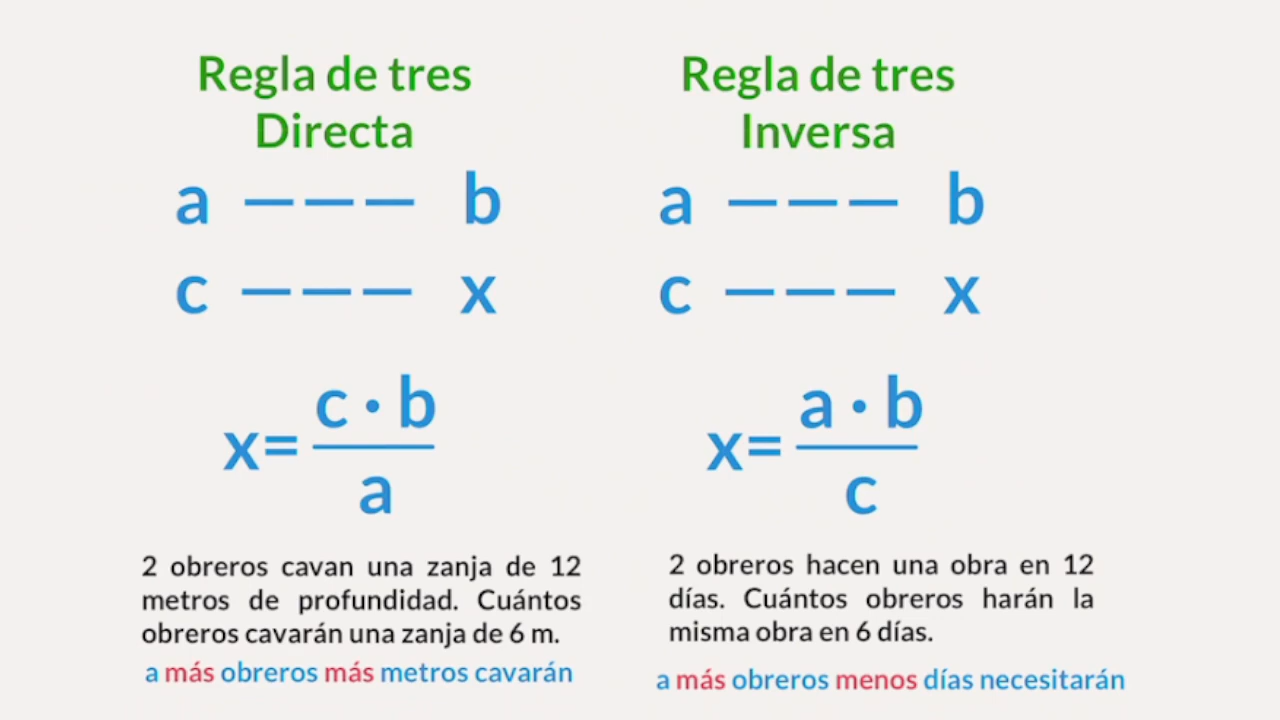 Regla de tres
Directa
a — — — b
c — — — x
x= c · b
a
2 obreros cavan una zanja de 12
metros de profundidad. Cuántos
obreros cavarán una zanja de 6 m.
a más obreros más metros cavarán
Regla de tres
Inversa
a — — — b
c — — — x
x= a · b
c
2 obreros hacen una obra en 12
días. Cuántos obreros harán la
misma obra en 6 días.
a más obreros menos días necesitarán